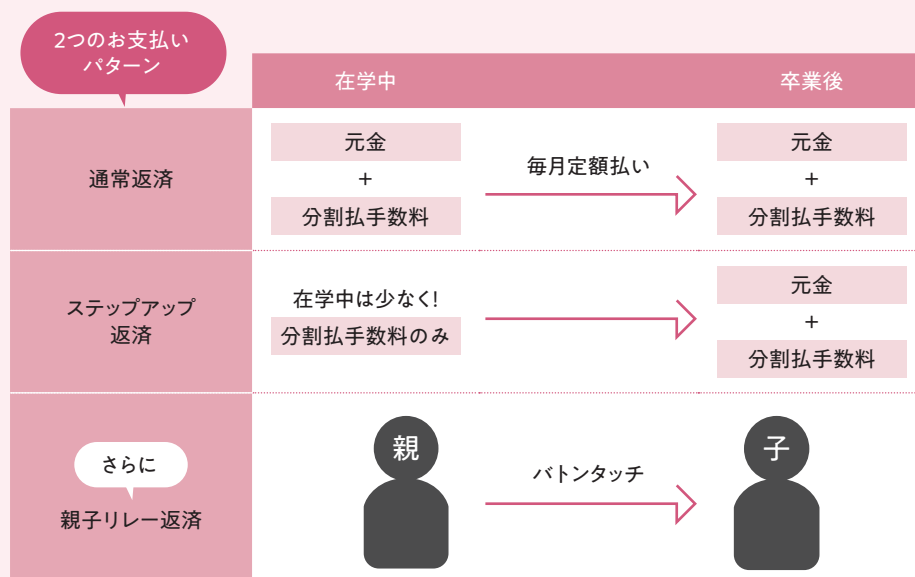 2つのお支払い
パターン
在学中
卒業後
通常返済
元金
+
分割払手数料
毎月定額払い
元金
+
分割払手数料
ステップアップ
返済
在学中は少なく!
分割払手数料のみ
元金
+
分割払手数料
さらに
親子リレー返済
親
バトンタッチ
子